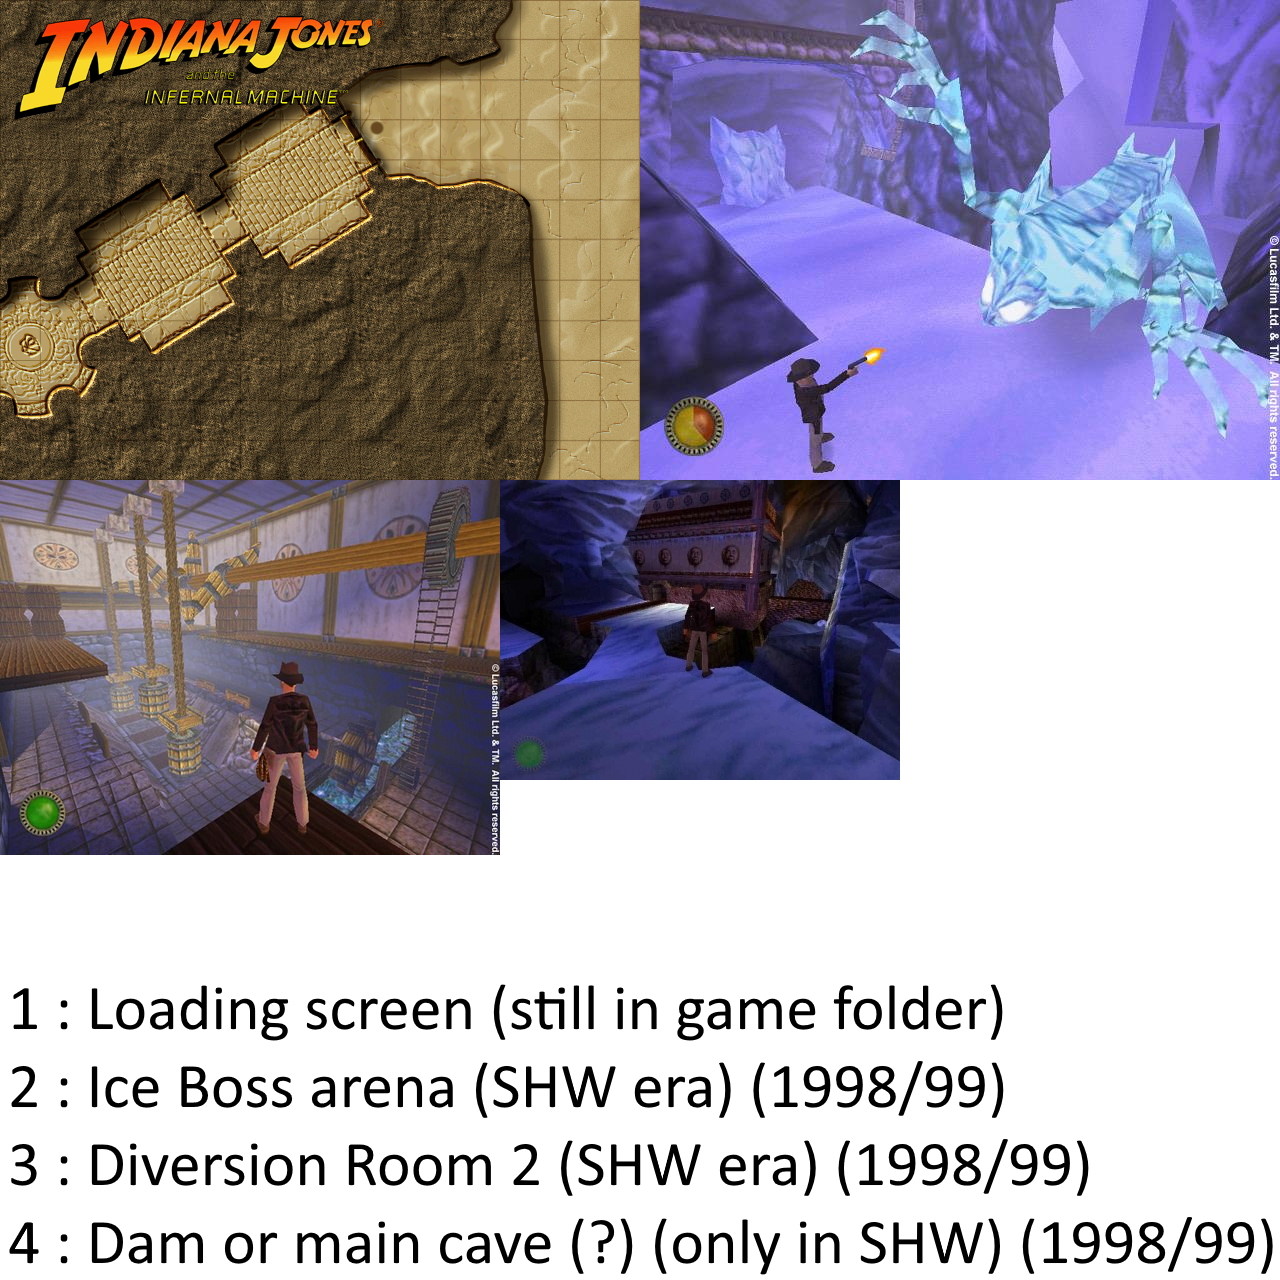 INDIANA JONES
and the
INFERNAL MACHINE
© Lucasfilm Ltd. & TM. All rights reserved.
© Lucasfilm Ltd. & TM. All rights reserved.
1 : Loading screen (still in game folder)
2 : Ice Boss arena (SHW era) (1998/99)
3 : Diversion Room 2 (SHW era) (1998/99)
4 : Dam or main cave (?) (only in SHW) (1998/99)